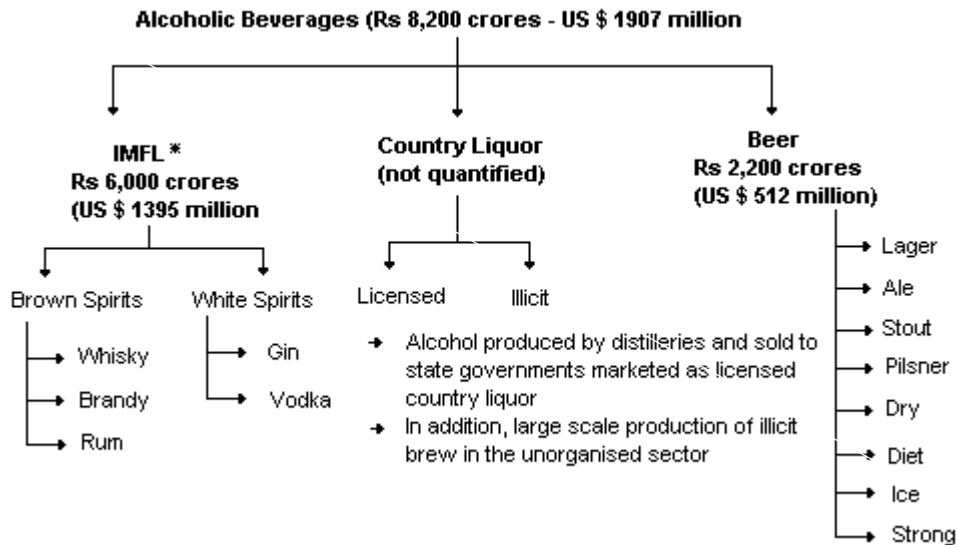 Alcoholic Beverages (Rs 8,200 crores - US $ 1907 million
IMFL *
Rs 6,000 crores
(US $ 1395 million
Country Liquor
(not quantified)
Beer
Rs 2,200 crores
(US $ 512 million)
Brown Spirits
Whisky
Brandy
Rum
White Spirits
Gin
Vodka
Licensed
Illicit
Alcohol produced by distilleries and sold to
state governments marketed as licensed
country liquor
In addition, large scale production of illicit
brew in the unorganised sector
Lager
Ale
Stout
Pilsner
Dry
Diet
Ice
Strong